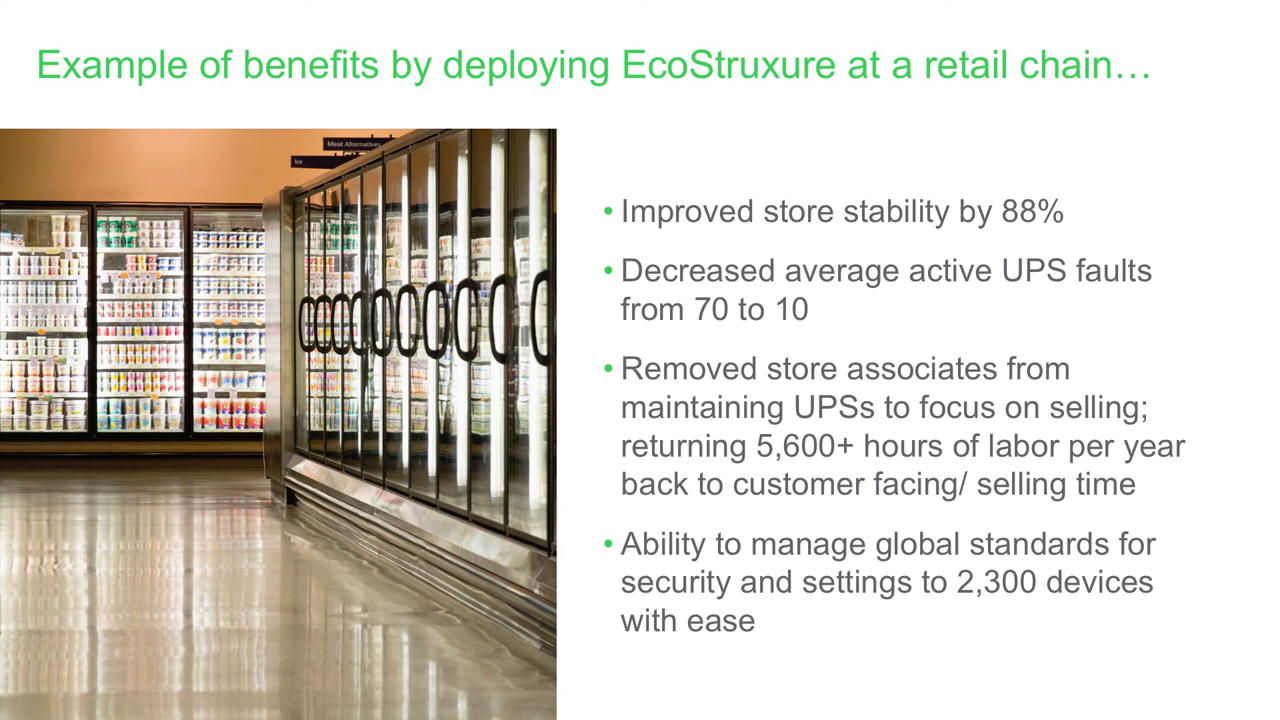 Example of benefits by deploying EcoStruxure at a retail chain…
Meat Alternatives
Ice
• Improved store stability by 88%
• Decreased average active UPS faults
from 70 to 10
• Removed store associates from
maintaining UPSs to focus on selling;
returning 5,600+ hours of labor per year
back to customer facing/ selling time
• Ability to manage global standards for
security and settings to 2,300 devices
with ease